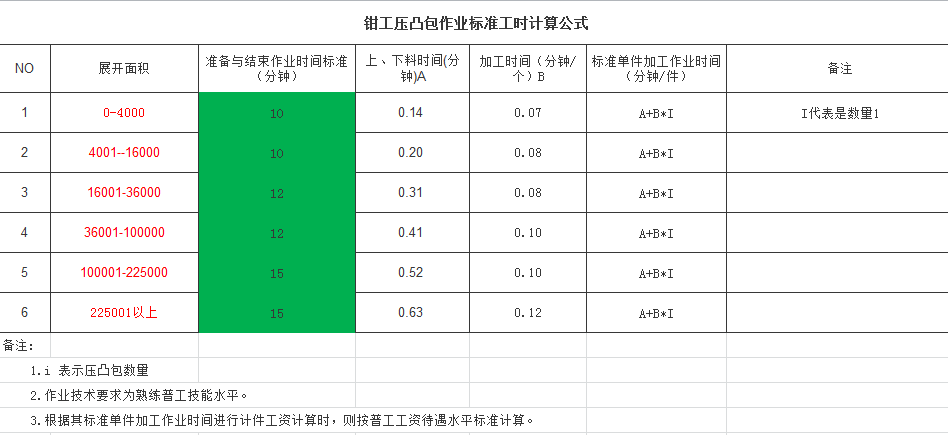 钳工压凸包作业标准工时计算公式
NO 展开面积 准备与结束作业时间标准（分钟） 上、下料时间(分钟)A 加工时间（分钟/个）B 标准单件加工作业时间（分钟/件） 备注
1 0-4000 10 0.14 0.07 A+B*I I代表是数量1
2 4001--16000 10 0.20 0.08 A+B*I
3 16001-36000 12 0.31 0.08 A+B*I
4 36001-100000 12 0.41 0.10 A+B*I
5 100001-225000 15 0.52 0.10 A+B*I
6 225001以上 15 0.63 0.12 A+B*I
备注:
1.i 表示压凸包数量
2.作业技术要求为熟练普工技能水平。
3.根据其标准单件加工作业时间进行计件工资计算时，则按普工工资待遇水平标准计算。